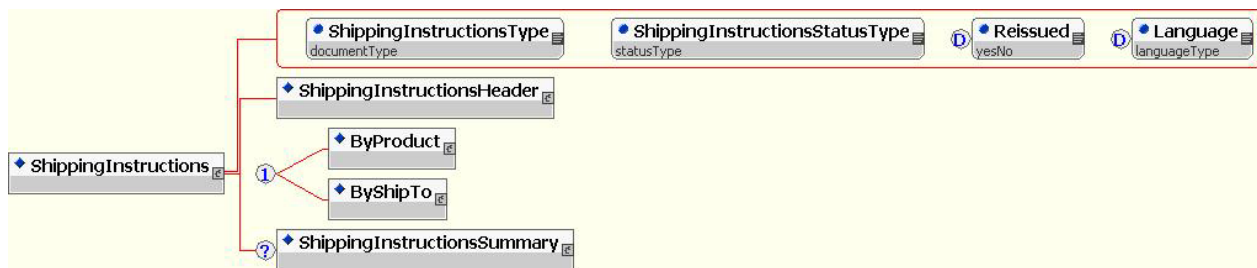 ShippingInstructionsType
documentType
ShippingInstructionsStatusType
statusType
D
Reissued
yesNo
D
Language
languageType
ShippingInstructionsHeader
ShippingInstructions
1
ByProduct
ByShipTo
?
ShippingInstructionsSummary